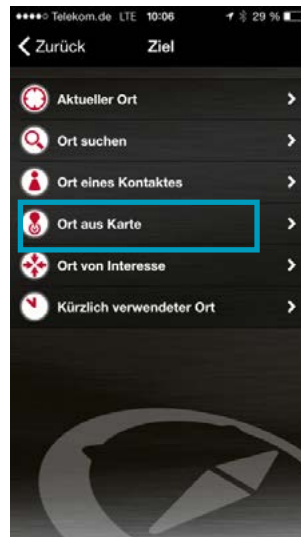 Telekom.de LTE 10:06 29 %
Zurück Ziel
Aktueller Ort
Ort suchen
Ort eines Kontaktes
Ort aus Karte
Ort von Interesse
Kürzlich verwendeter Ort